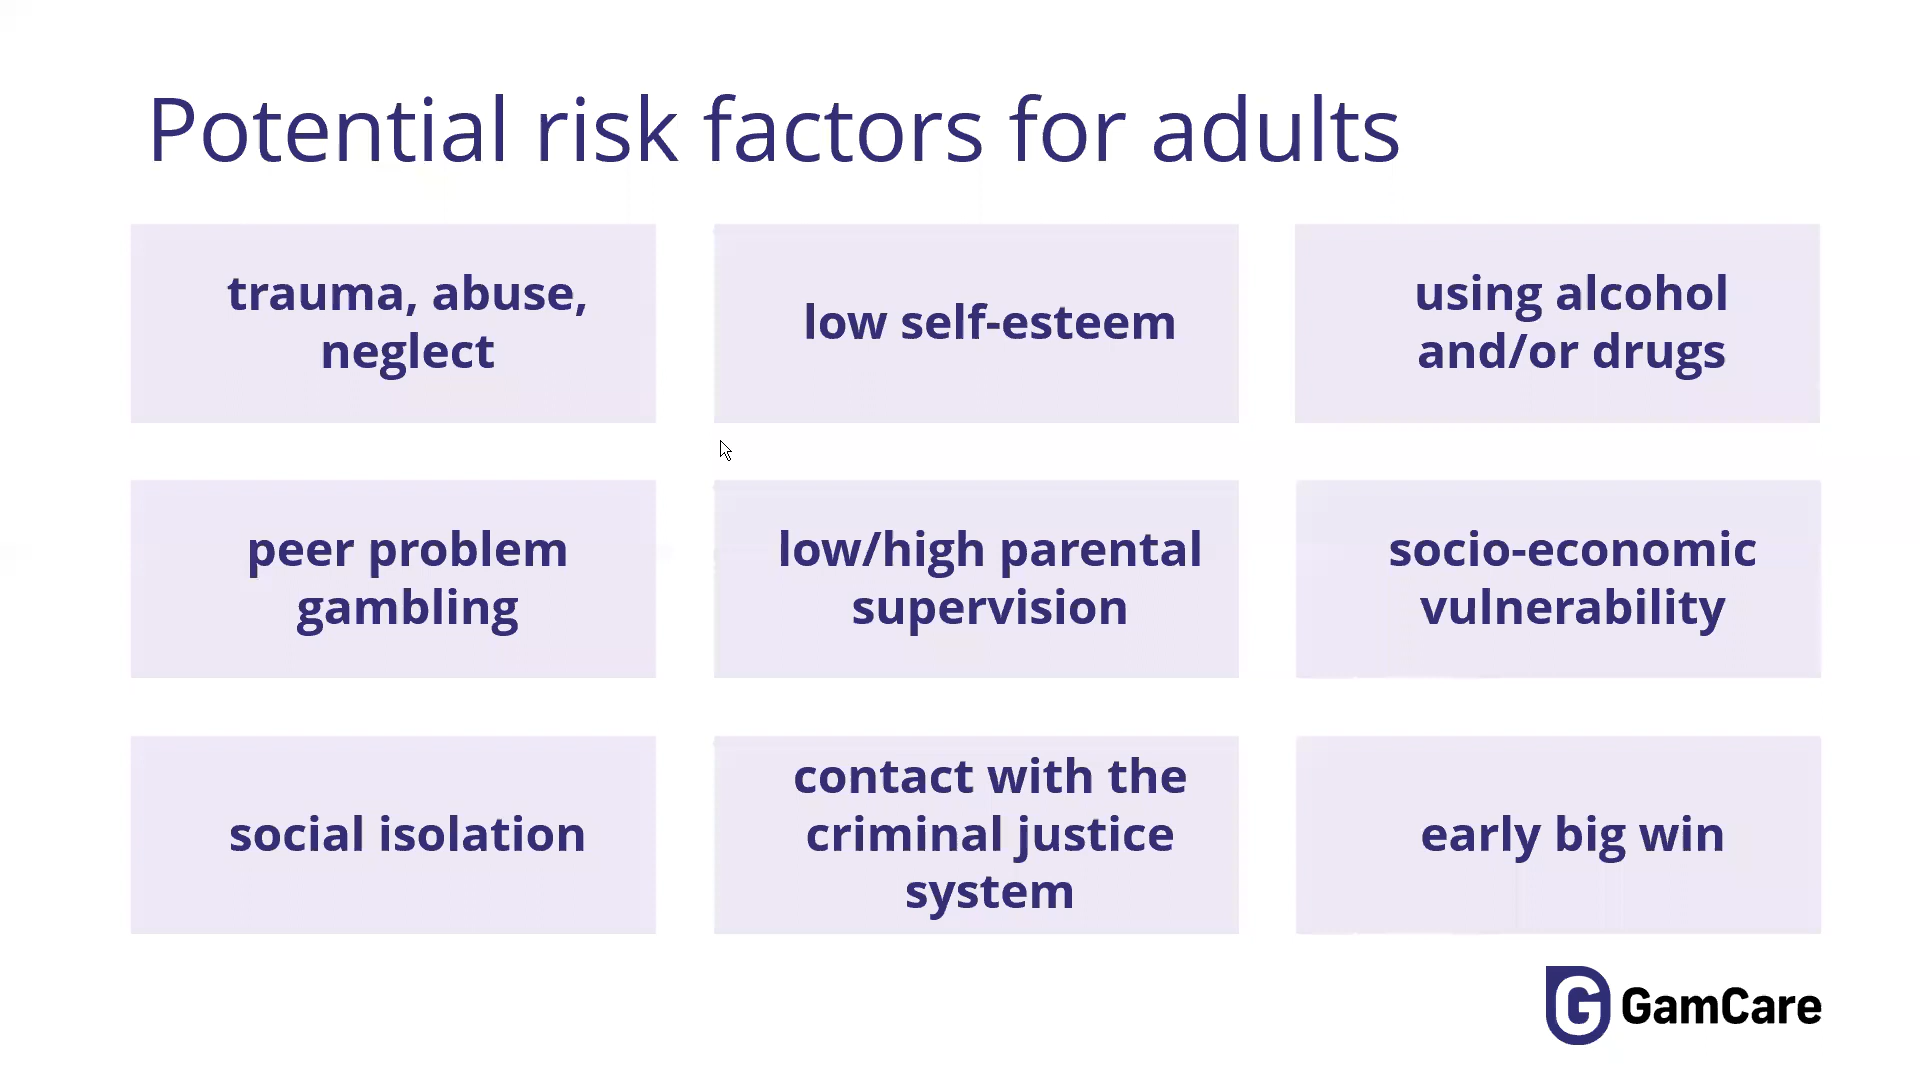 Potential risk factors for adults
trauma, abuse,
neglect
low self-esteem
using alcohol
and/or drugs
peer problem
gambling
low/high parental
supervision
socio-economic
vulnerability
social isolation
contact with the
criminal justice
system
early big win
GamCare